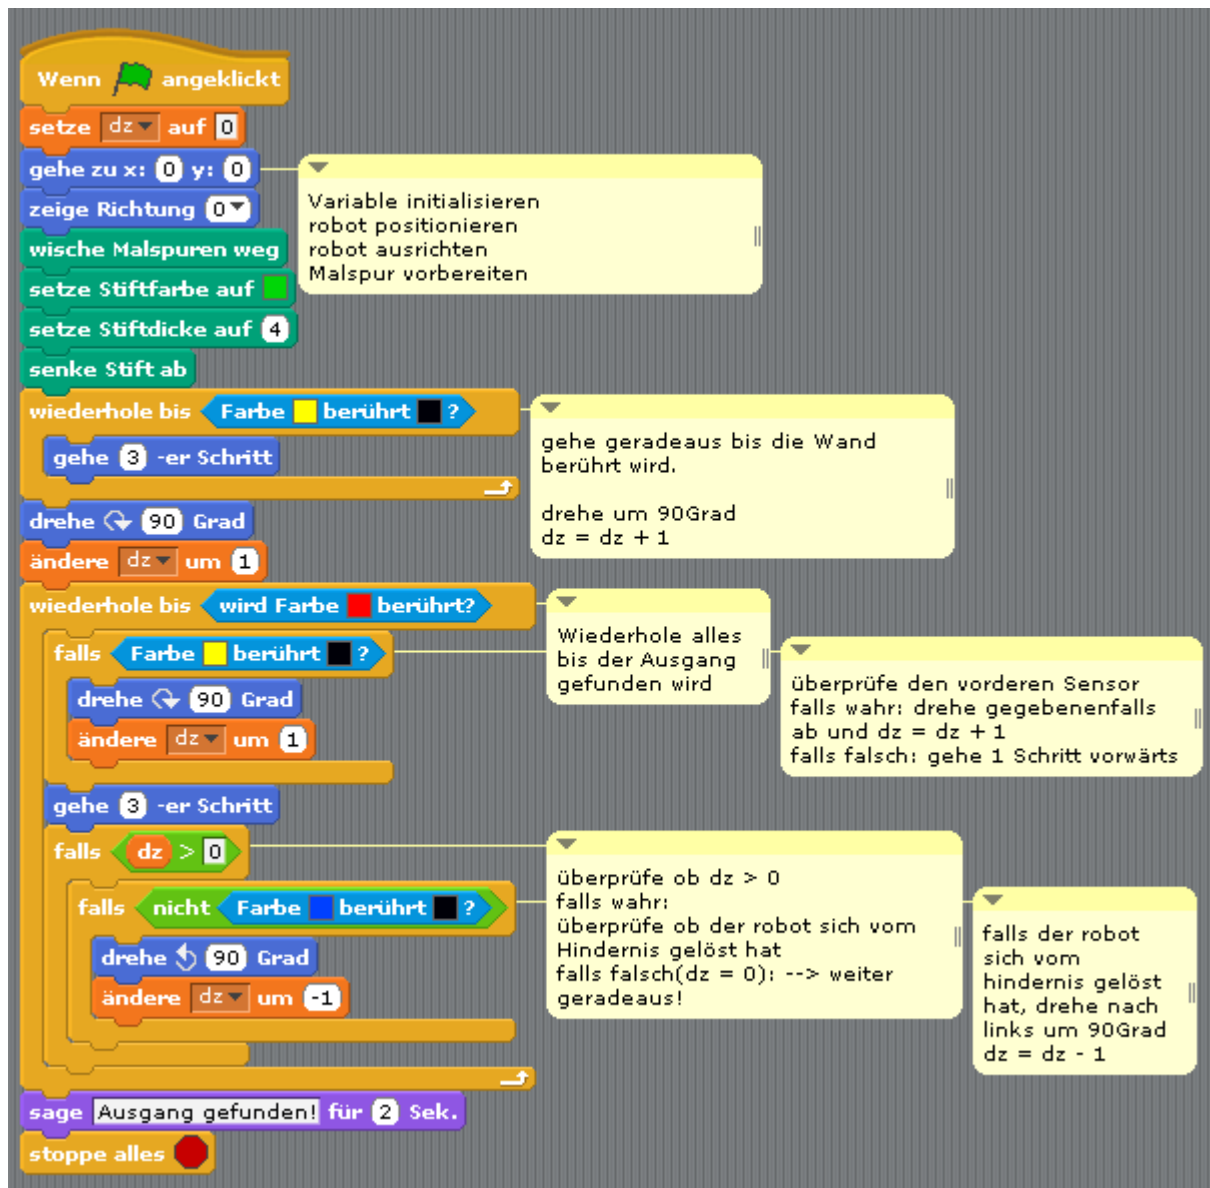 Wenn angeklickt
setze dz auf 0
gehe zu x: 0 y: 0
zeige Richtung 0
wische Malspuren weg
setze Stiftfarbe auf
setze Stiftdicke auf 4
senke Stift ab
Variable initialisieren
robot positionieren
robot ausrichten
Malspur vorbereiten
wiederhole bis Farbe berührt ?
gehe 3 -er Schritt
gehe geradeaus bis die Wand
berührt wird.
drehe um 90Grad
dz = dz + 1
drehe 90 Grad
ändere dz um 1
wiederhole bis wird Farbe berührt?
Wiederhole alles
bis der Ausgang
gefunden wird
falls Farbe berührt ?
drehe 90 Grad
ändere dz um 1
überprüfe den vorderen Sensor
falls wahr: drehe gegebenenfalls
ab und dz = dz + 1
falls falsch: gehe 1 Schritt vorwärts
gehe 3 -er Schritt
falls dz > 0
überprüfe ob dz > 0
falls wahr:
überprüfe ob der robot sich vom
Hindernis gelöst hat
falls falsch(dz = 0): --> weiter
geradeaus!
falls nicht Farbe berührt ?
drehe 90 Grad
ändere dz um -1
falls der robot
sich vom
hindernis gelöst
hat, drehe nach
links um 90Grad
dz = dz - 1
sage Ausgang gefunden! für 2 Sek.
stoppe alles